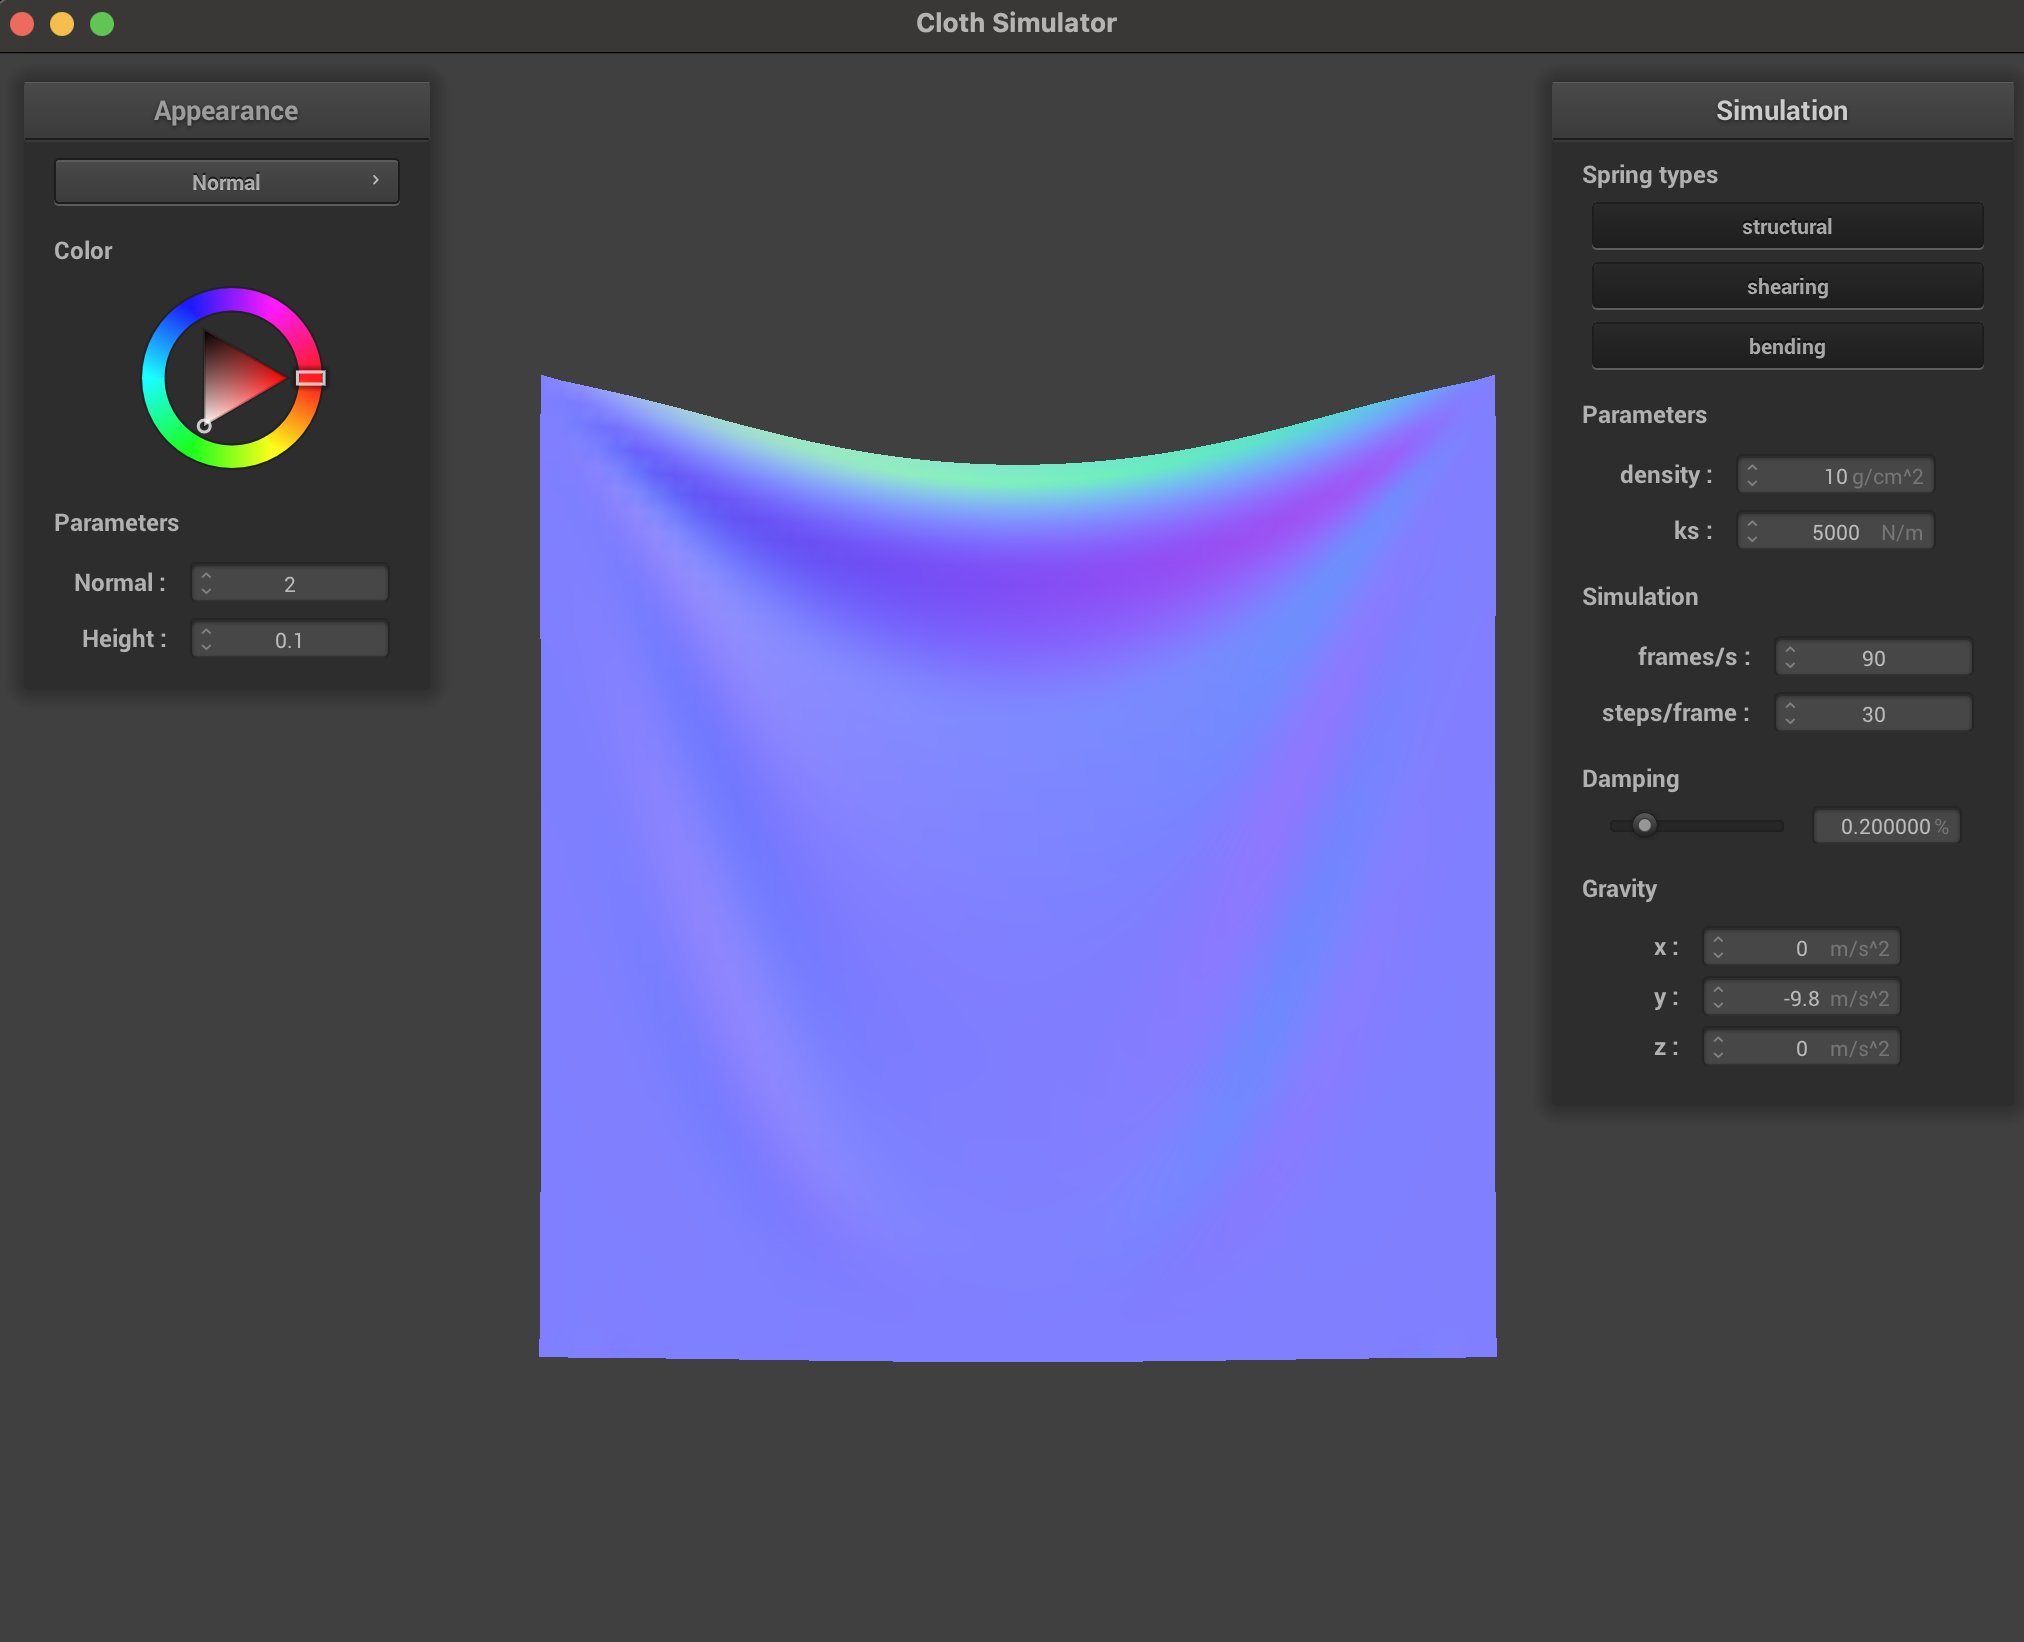 Cloth Simulator
Appearance
Normal
Color
Parameters
Normal : 2
Height : 0.1
Simulation
Spring types
structural
shearing
bending
Parameters
density : 10 g/cm^2
ks : 5000 N/m
Simulation
frames/s : 90
steps/frame : 30
Damping
0.200000 %
Gravity
x : 0 m/s^2
y : -9.8 m/s^2
z : 0 m/s^2